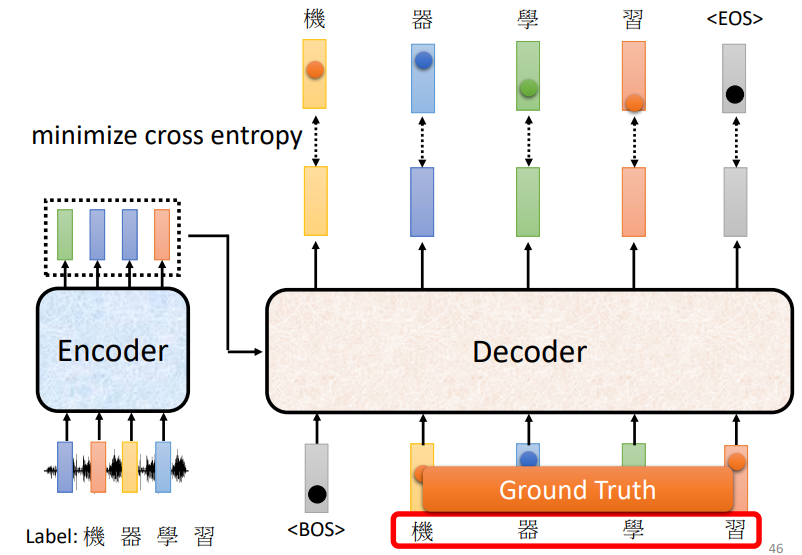 機 器 學 習 <EOS>
minimize cross entropy
Encoder
Decoder
Ground Truth
Label: 機 器 學 習
<BOS> 機 器 學 習
46